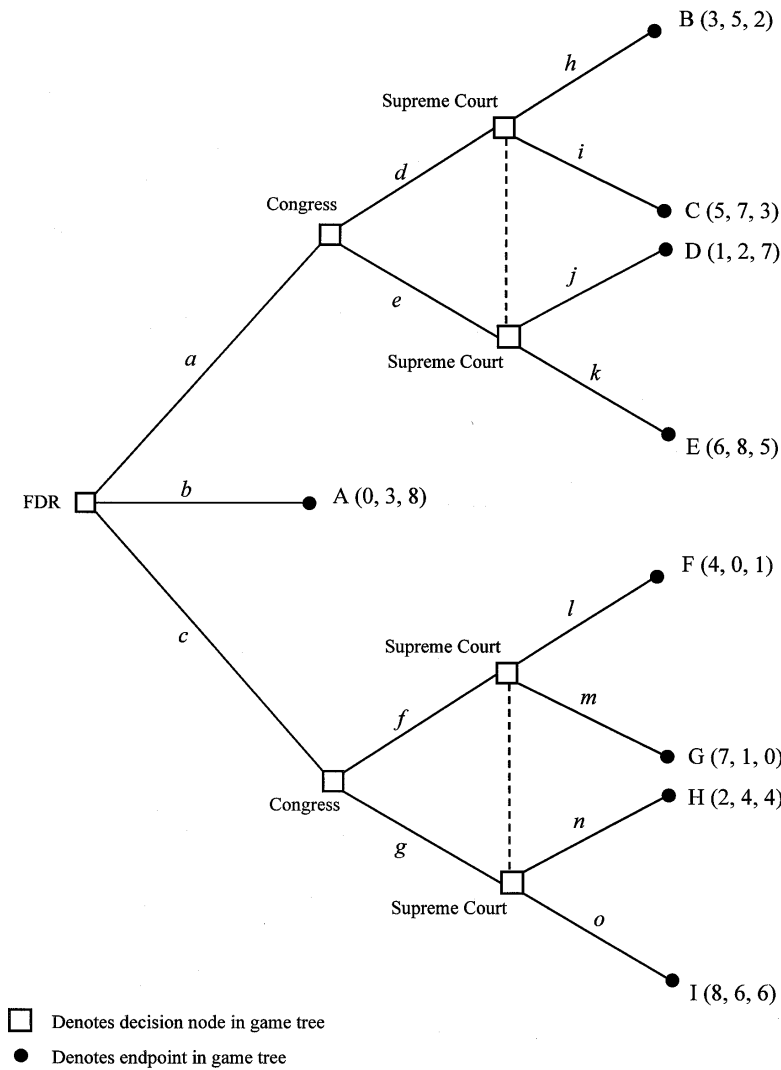 B (3, 5, 2)
h
Supreme Court
i
d
C (5, 7, 3)
Congress
D (1, 2, 7)
j
e
Supreme Court
k
a
E (6, 8, 5)
FDR
b
A (0, 3, 8)
F (4, 0, 1)
l
c
Supreme Court
m
f
G (7, 1, 0)
Congress
H (2, 4, 4)
n
g
Supreme Court
o
I (8, 6, 6)
Denotes decision node in game tree
Denotes endpoint in game tree